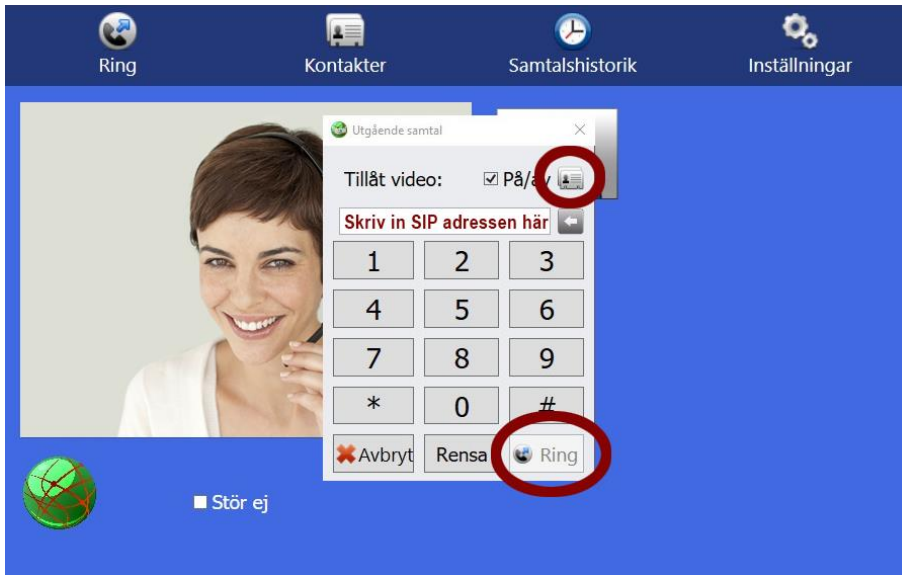 Ring Kontakter Samtalshistorik Inställningar
Utgående samtal
Tillåt video: På/av
Skriv in SIP adressen här
1 2 3
4 5 6
7 8 9
* 0 #
Avbryt Rensa Ring
Stör ej